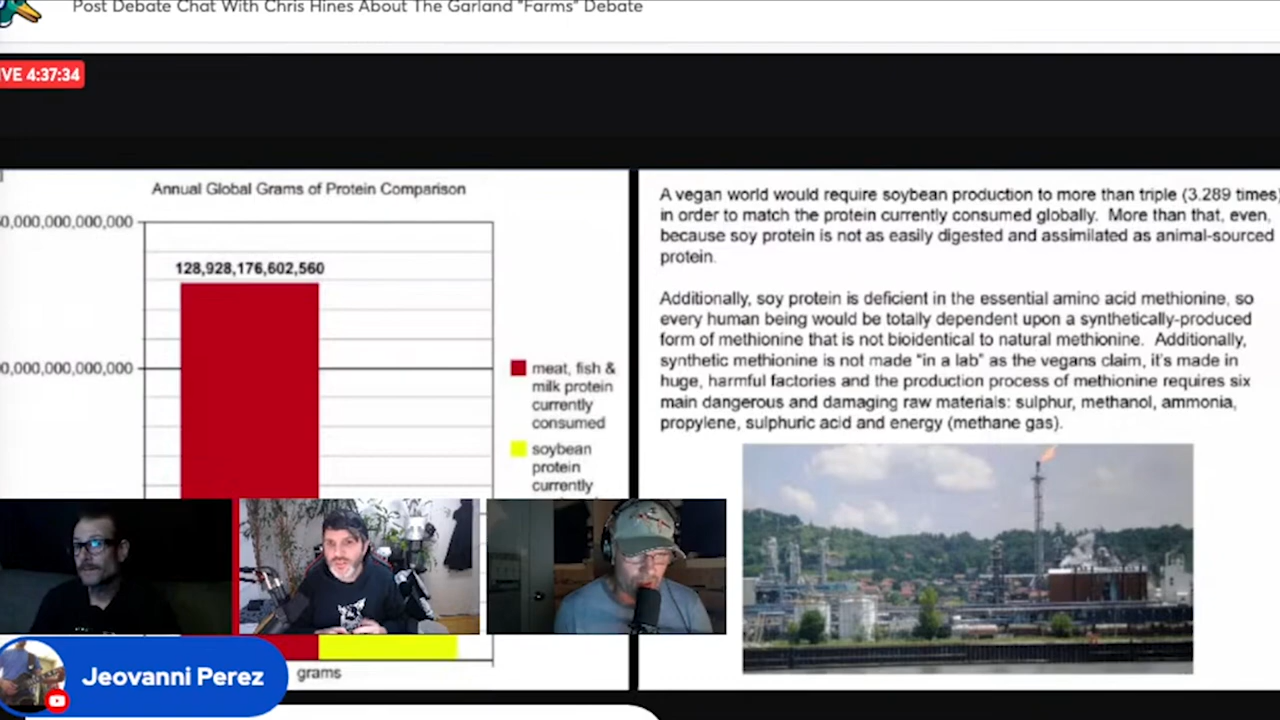 Post Debate Chat With Chris Hines About The Garland "Farms" Debate
IVE 4:37:34
Annual Global Grams of Protein Comparison
0,000,000,000,000
128,928,176,602,560
0,000,000,000,000
meat, fish &
milk protein
currently
consumed
soybean
protein
currently
grams
A vegan world would require soybean production to more than triple (3.289 times)
in order to match the protein currently consumed globally. More than that, even,
because soy protein is not as easily digested and assimilated as animal-sourced
protein.
Additionally, soy protein is deficient in the essential amino acid methionine, so
every human being would be totally dependent upon a synthetically-produced
form of methionine that is not bioidentical to natural methionine. Additionally,
synthetic methionine is not made "in a lab" as the vegans claim, it's made in
huge, harmful factories and the production process of methionine requires six
main dangerous and damaging raw materials: sulphur, methanol, ammonia,
propylene, sulphuric acid and energy (methane gas).
Jeovanni Perez